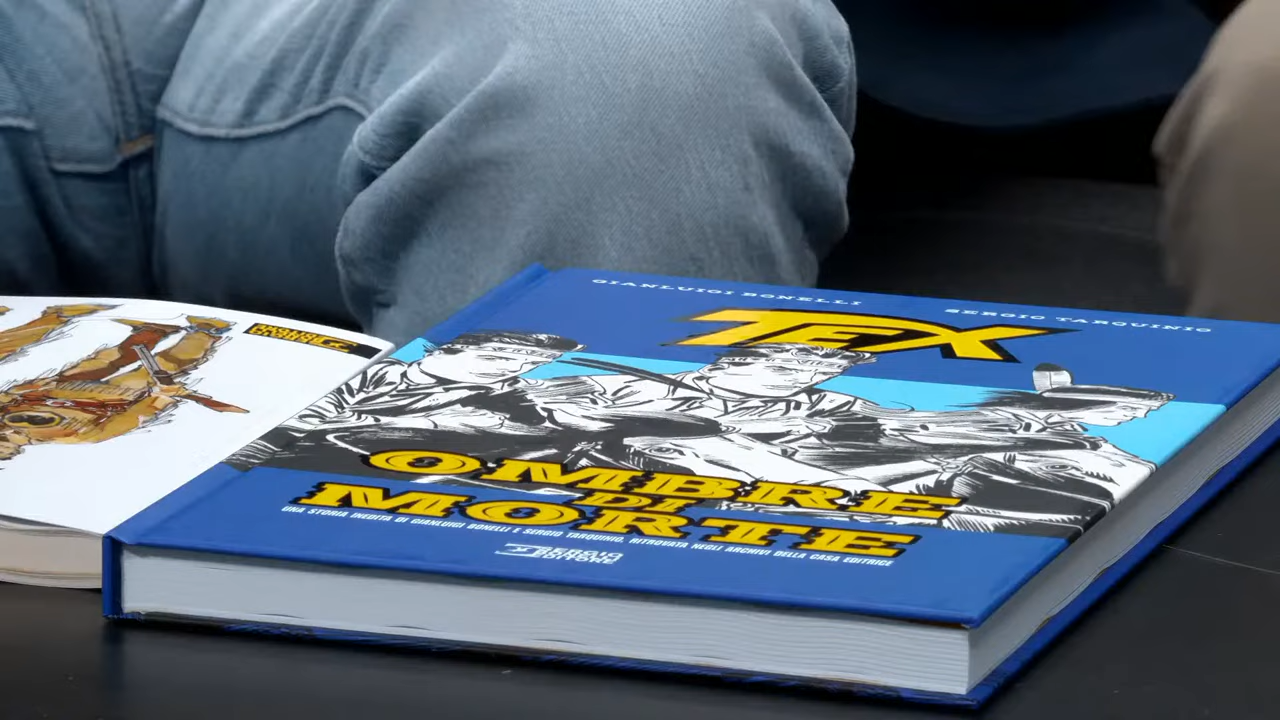 GIANLUIGI BONELLI
SERGIO TARQUINIO
TEX
OMBRE
DI
MORTE
UNA STORIA INEDITA DI GIANLUIGI BONELLI E SERGIO TARQUINIO, RITROVATA NEGLI ARCHIVI DELLA CASA EDITRICE
SERGIO
EDITORE